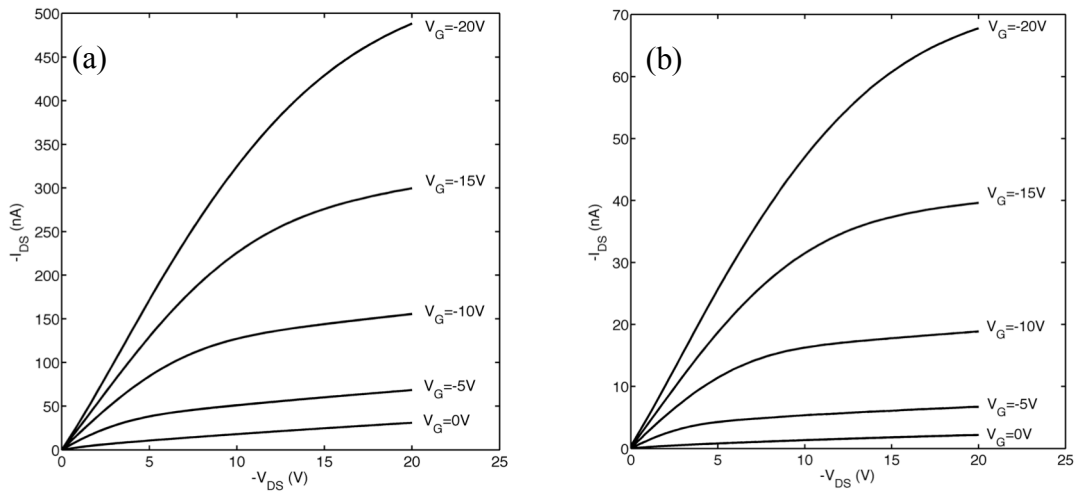 (a)
500
450
400
350
300
250
200
150
100
50
0
0 5 10 15 20 25
-I_DS (nA)
-V_DS (V)
V_G=-20V
V_G=-15V
V_G=-10V
V_G=-5V
V_G=0V
(b)
70
60
50
40
30
20
10
0
0 5 10 15 20 25
-I_DS (nA)
-V_DS (V)
V_G=-20V
V_G=-15V
V_G=-10V
V_G=-5V
V_G=0V